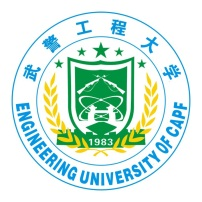 武警工程大学
1983
ENGINEERING UNIVERSITY OF CAPF